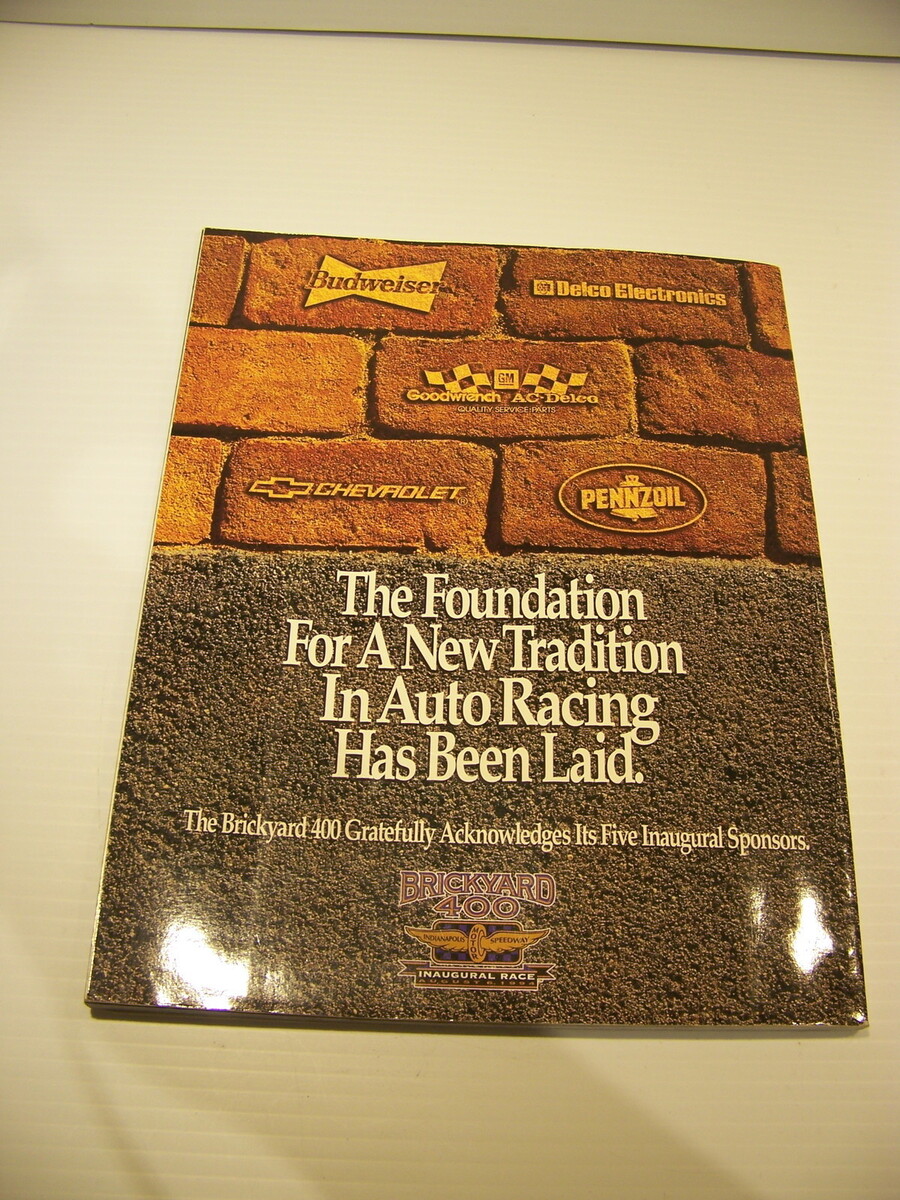 Budweiser
GM Delco Electronics
GM
Goodwrench AC-Delco
QUALITY SERVICE PARTS
CHEVROLET
PENNZOIL
The Foundation
For A New Tradition
In Auto Racing
Has Been Laid.
The Brickyard 400 Gratefully Acknowledges Its Five Inaugural Sponsors.
BRICKYARD
400
INDIANAPOLIS MOTOR SPEEDWAY
INAUGURAL RACE